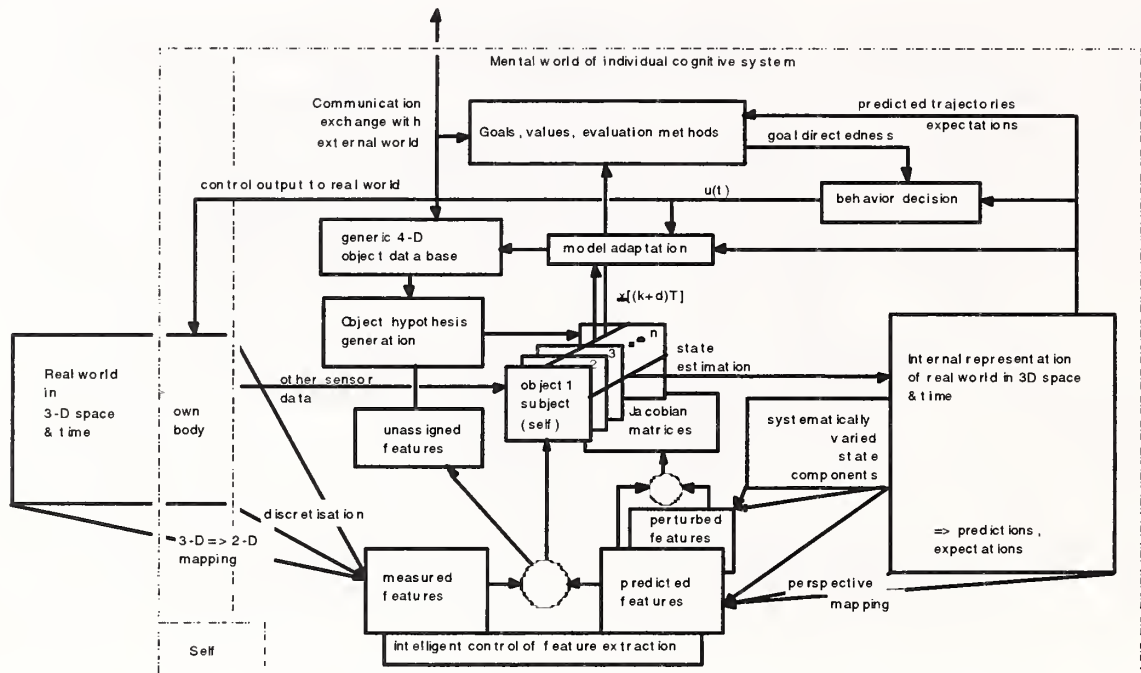 Mental world of individual cognitive system
Communication
exchange with
external world
Goals, values, evaluation methods
predicted trajectories
expectations
goal directedness
control output to real world
u(t)
behavior decision
generic 4-D
object data base
model adaptation
x[(k+d)T]
Object hypothesis
generation
n
3
2
state
estimation
Real world
in
3-D space
& time
own
body
other sensor
data
object 1
subject
(self)
Jacobian
matrices
Internal representation
of real world in 3D space
& time
unassigned
features
systematically
varied
state
components
discretisation
3-D => 2-D
mapping
perturbed
features
=> predictions,
expectations
measured
features
predicted
features
perspective
mapping
intelligent control of feature extraction
Self